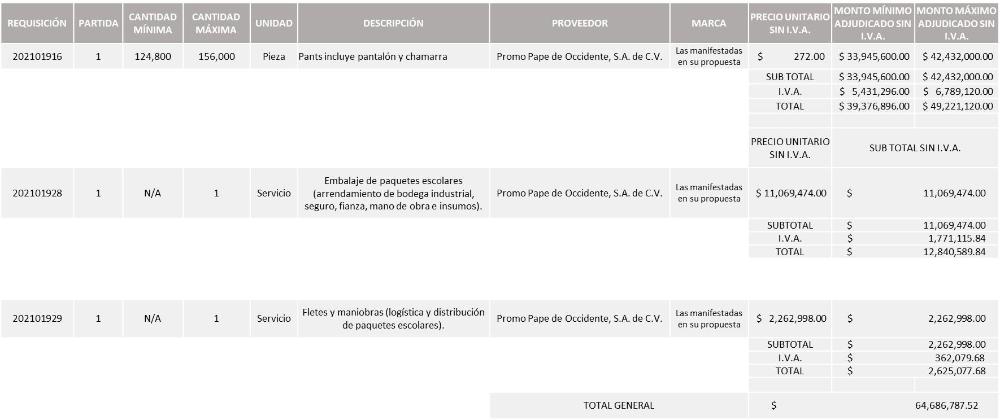 REQUISICIÓN PARTIDA CANTIDAD MÍNIMA CANTIDAD MÁXIMA UNIDAD DESCRIPCIÓN PROVEEDOR MARCA PRECIO UNITARIO SIN I.V.A. MONTO MÍNIMO ADJUDICADO SIN I.V.A. MONTO MÁXIMO ADJUDICADO SIN I.V.A.
202101916 1 124,800 156,000 Pieza Pants incluye pantalón y chamarra Promo Pape de Occidente, S.A. de C.V. Las manifestadas en su propuesta $ 272.00 $ 33,945,600.00 $ 42,432,000.00
SUB TOTAL $ 33,945,600.00 $ 42,432,000.00
I.V.A. $ 5,431,296.00 $ 6,789,120.00
TOTAL $ 39,376,896.00 $ 49,221,120.00
PRECIO UNITARIO SIN I.V.A. SUB TOTAL SIN I.V.A.
202101928 1 N/A 1 Servicio Embalaje de paquetes escolares (arrendamiento de bodega industrial, seguro, fianza, mano de obra e insumos). Promo Pape de Occidente, S.A. de C.V. Las manifestadas en su propuesta $ 11,069,474.00 $ 11,069,474.00
SUBTOTAL $ 11,069,474.00
I.V.A. $ 1,771,115.84
TOTAL $ 12,840,589.84
202101929 1 N/A 1 Servicio Fletes y maniobras (logística y distribución de paquetes escolares). Promo Pape de Occidente, S.A. de C.V. Las manifestadas en su propuesta $ 2,262,998.00 $ 2,262,998.00
SUBTOTAL $ 2,262,998.00
I.V.A. $ 362,079.68
TOTAL $ 2,625,077.68
TOTAL GENERAL $ 64,686,787.52